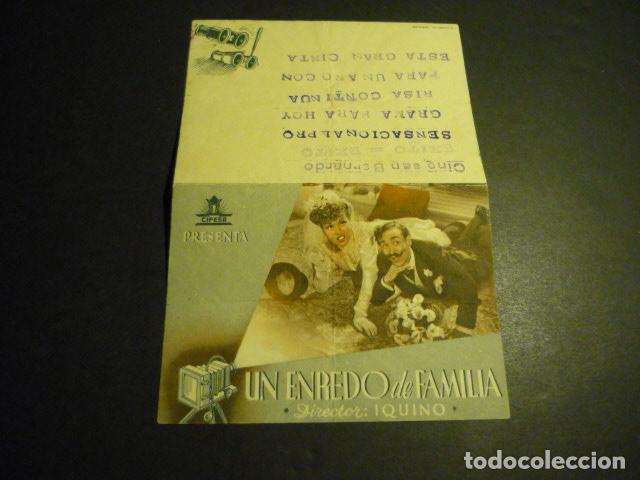 Cine san Bernardo
EXITO = EXITO
SENSACIONAL PRO
GRAMA PARA HOY
RISA CONTINUA
PARA UN AÑO CON
ESTA GRAN CINTA
CIFESA
PRESENTA
UN ENREDO de FAMILIA
Director: IQUINO
todocoleccion.net